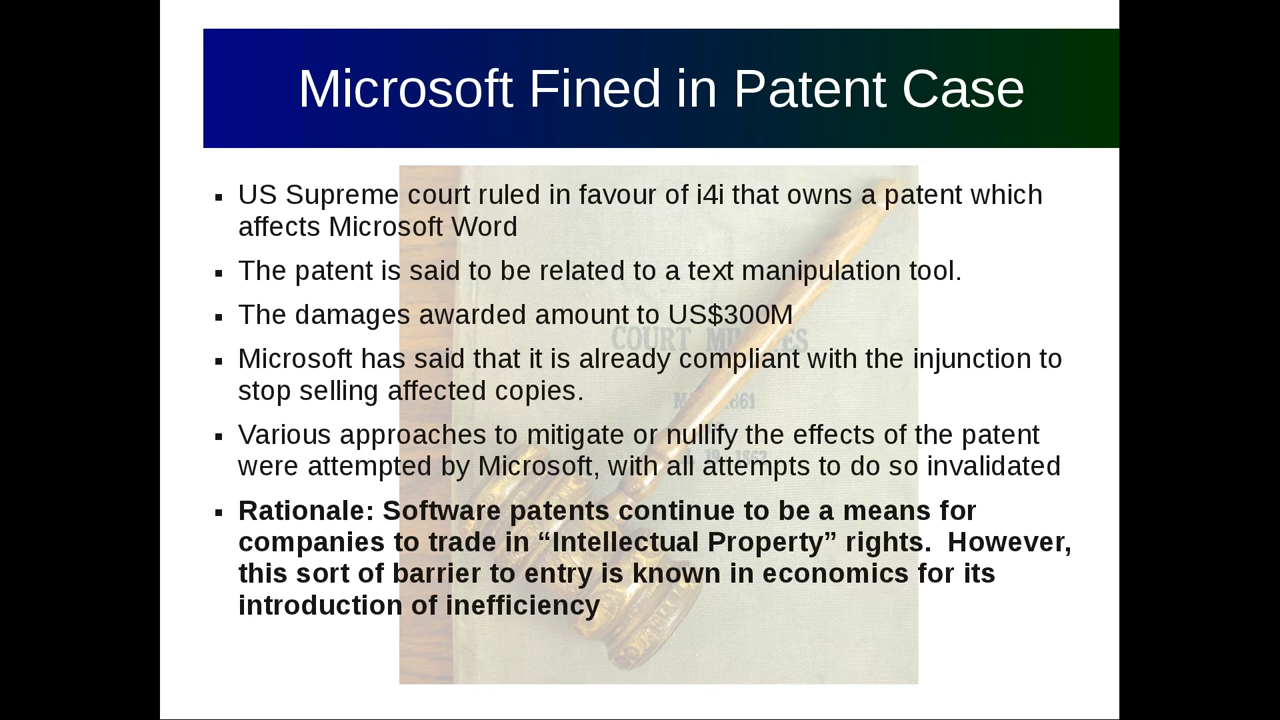 Microsoft Fined in Patent Case
US Supreme court ruled in favour of i4i that owns a patent which
affects Microsoft Word
The patent is said to be related to a text manipulation tool.
The damages awarded amount to US$300M
COURT
Microsoft has said that it is already compliant with the injunction to
stop selling affected copies.
Various approaches to mitigate or nullify the effects of the patent
were attempted by Microsoft, with all attempts to do so invalidated
Rationale: Software patents continue to be a means for
companies to trade in “Intellectual Property” rights.  However,
this sort of barrier to entry is known in economics for its
introduction of inefficiency